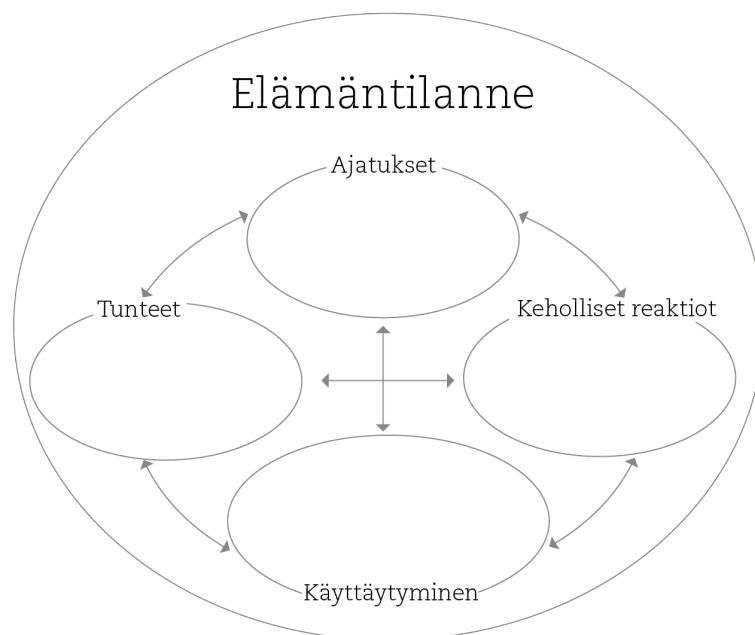 Elämäntilanne
Ajatukset
Tunteet
Keholliset reaktiot
Käyttäytyminen